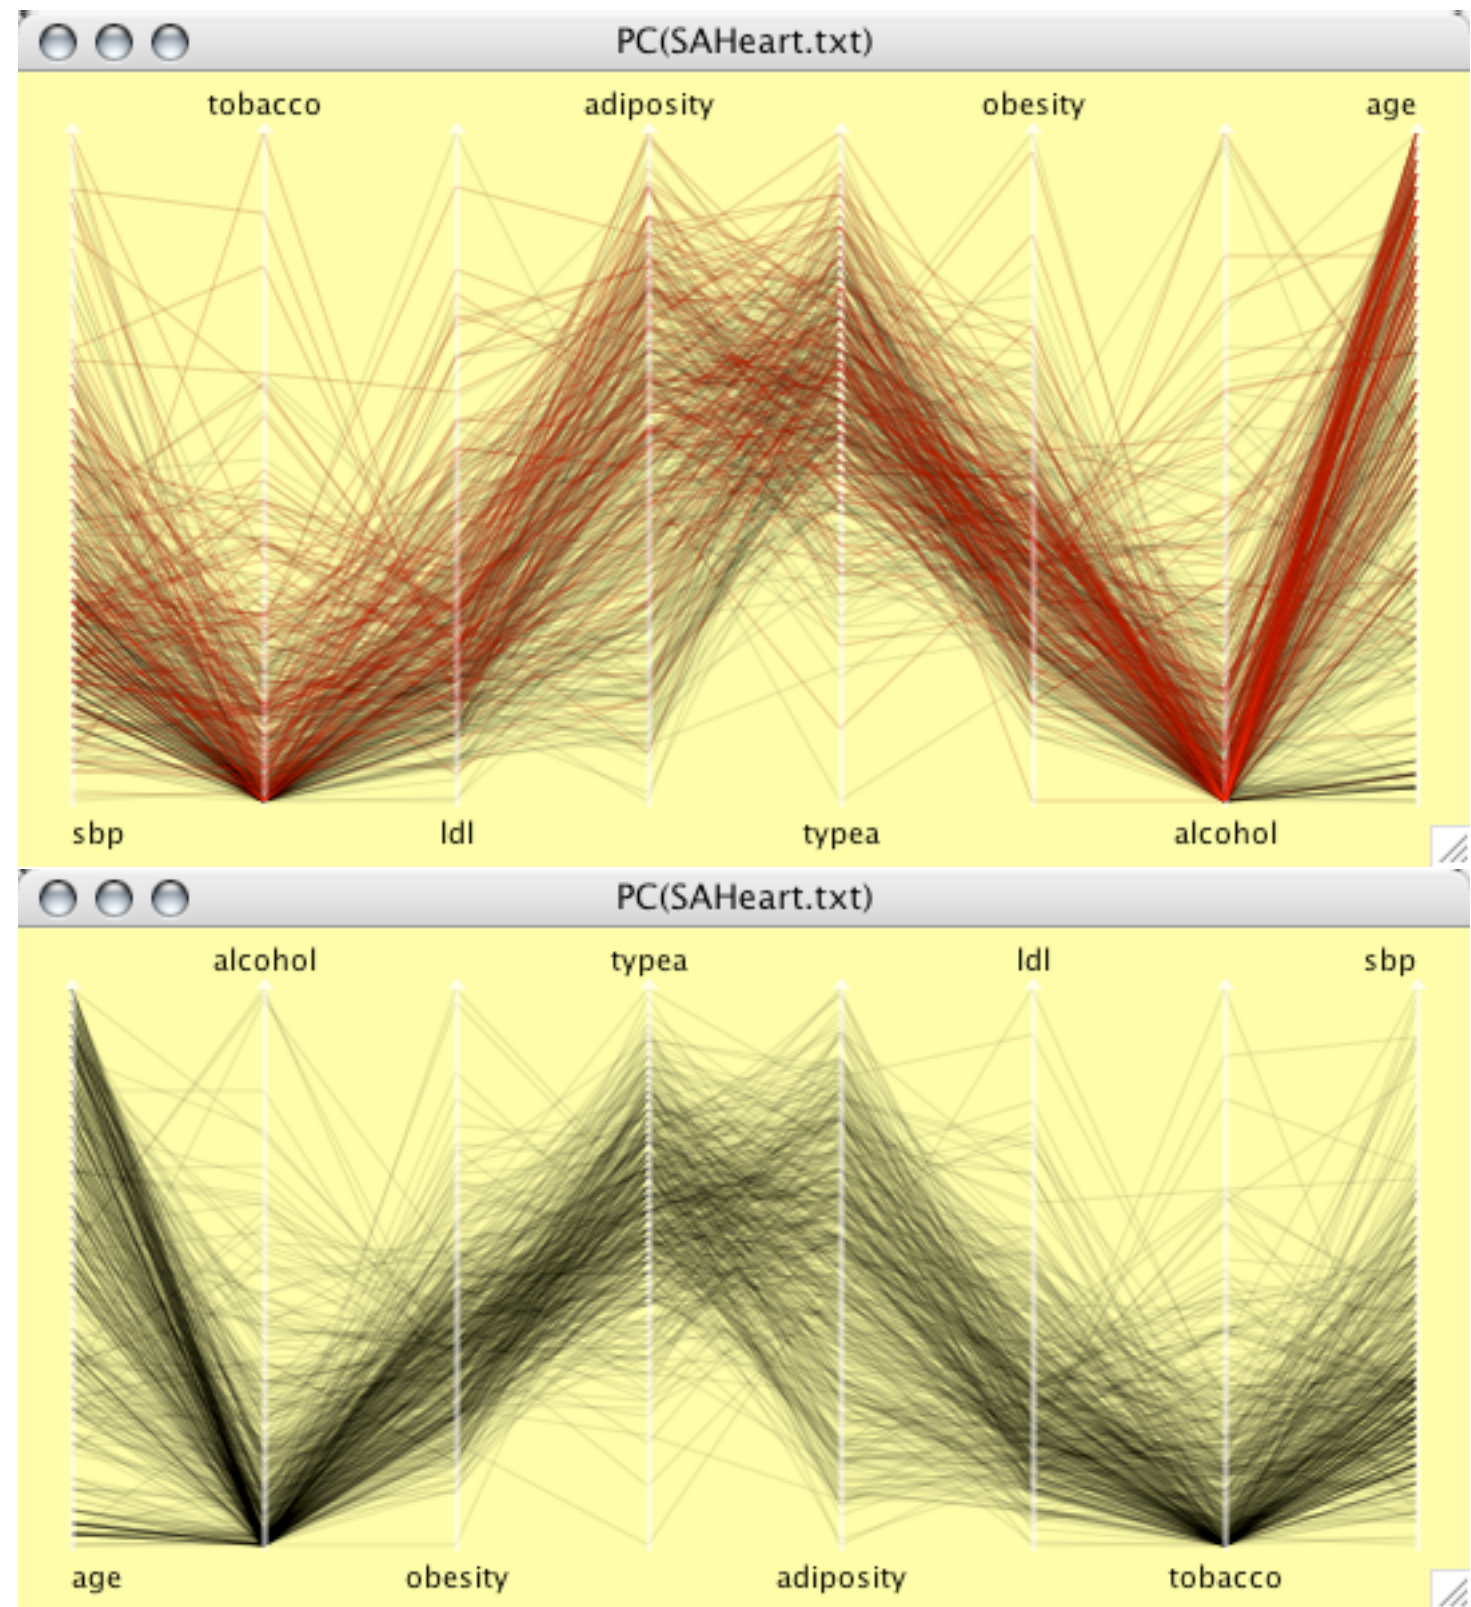 PC(SAHeart.txt)
tobacco adiposity obesity age
sbp ldl typea alcohol
PC(SAHeart.txt)
alcohol typea ldl sbp
age obesity adiposity tobacco